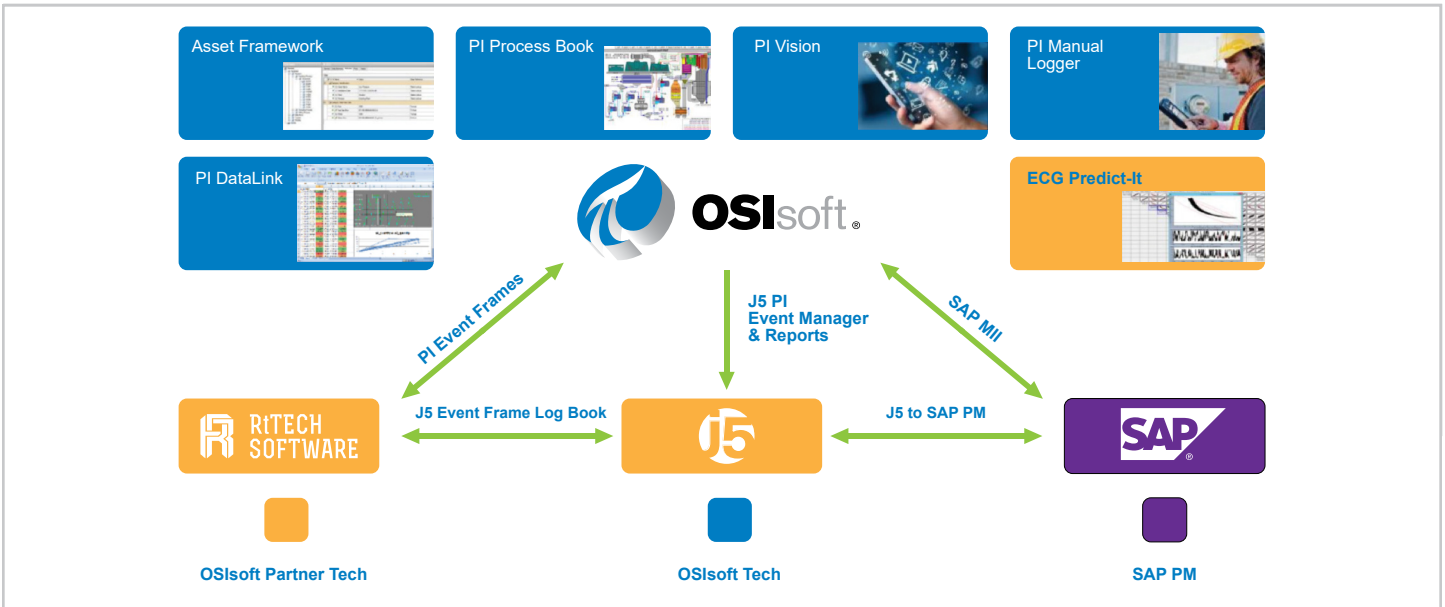 Asset Framework
PI Process Book
PI Vision
PI Manual
Logger
PI DataLink
ECG Predict-It
OSIsoft.®
PI Event Frames
J5 PI
Event Manager
& Reports
SAP MII
RtTECH
SOFTWARE
J5 Event Frame Log Book
j5
J5 to SAP PM
SAP®
OSIsoft Partner Tech
OSIsoft Tech
SAP PM